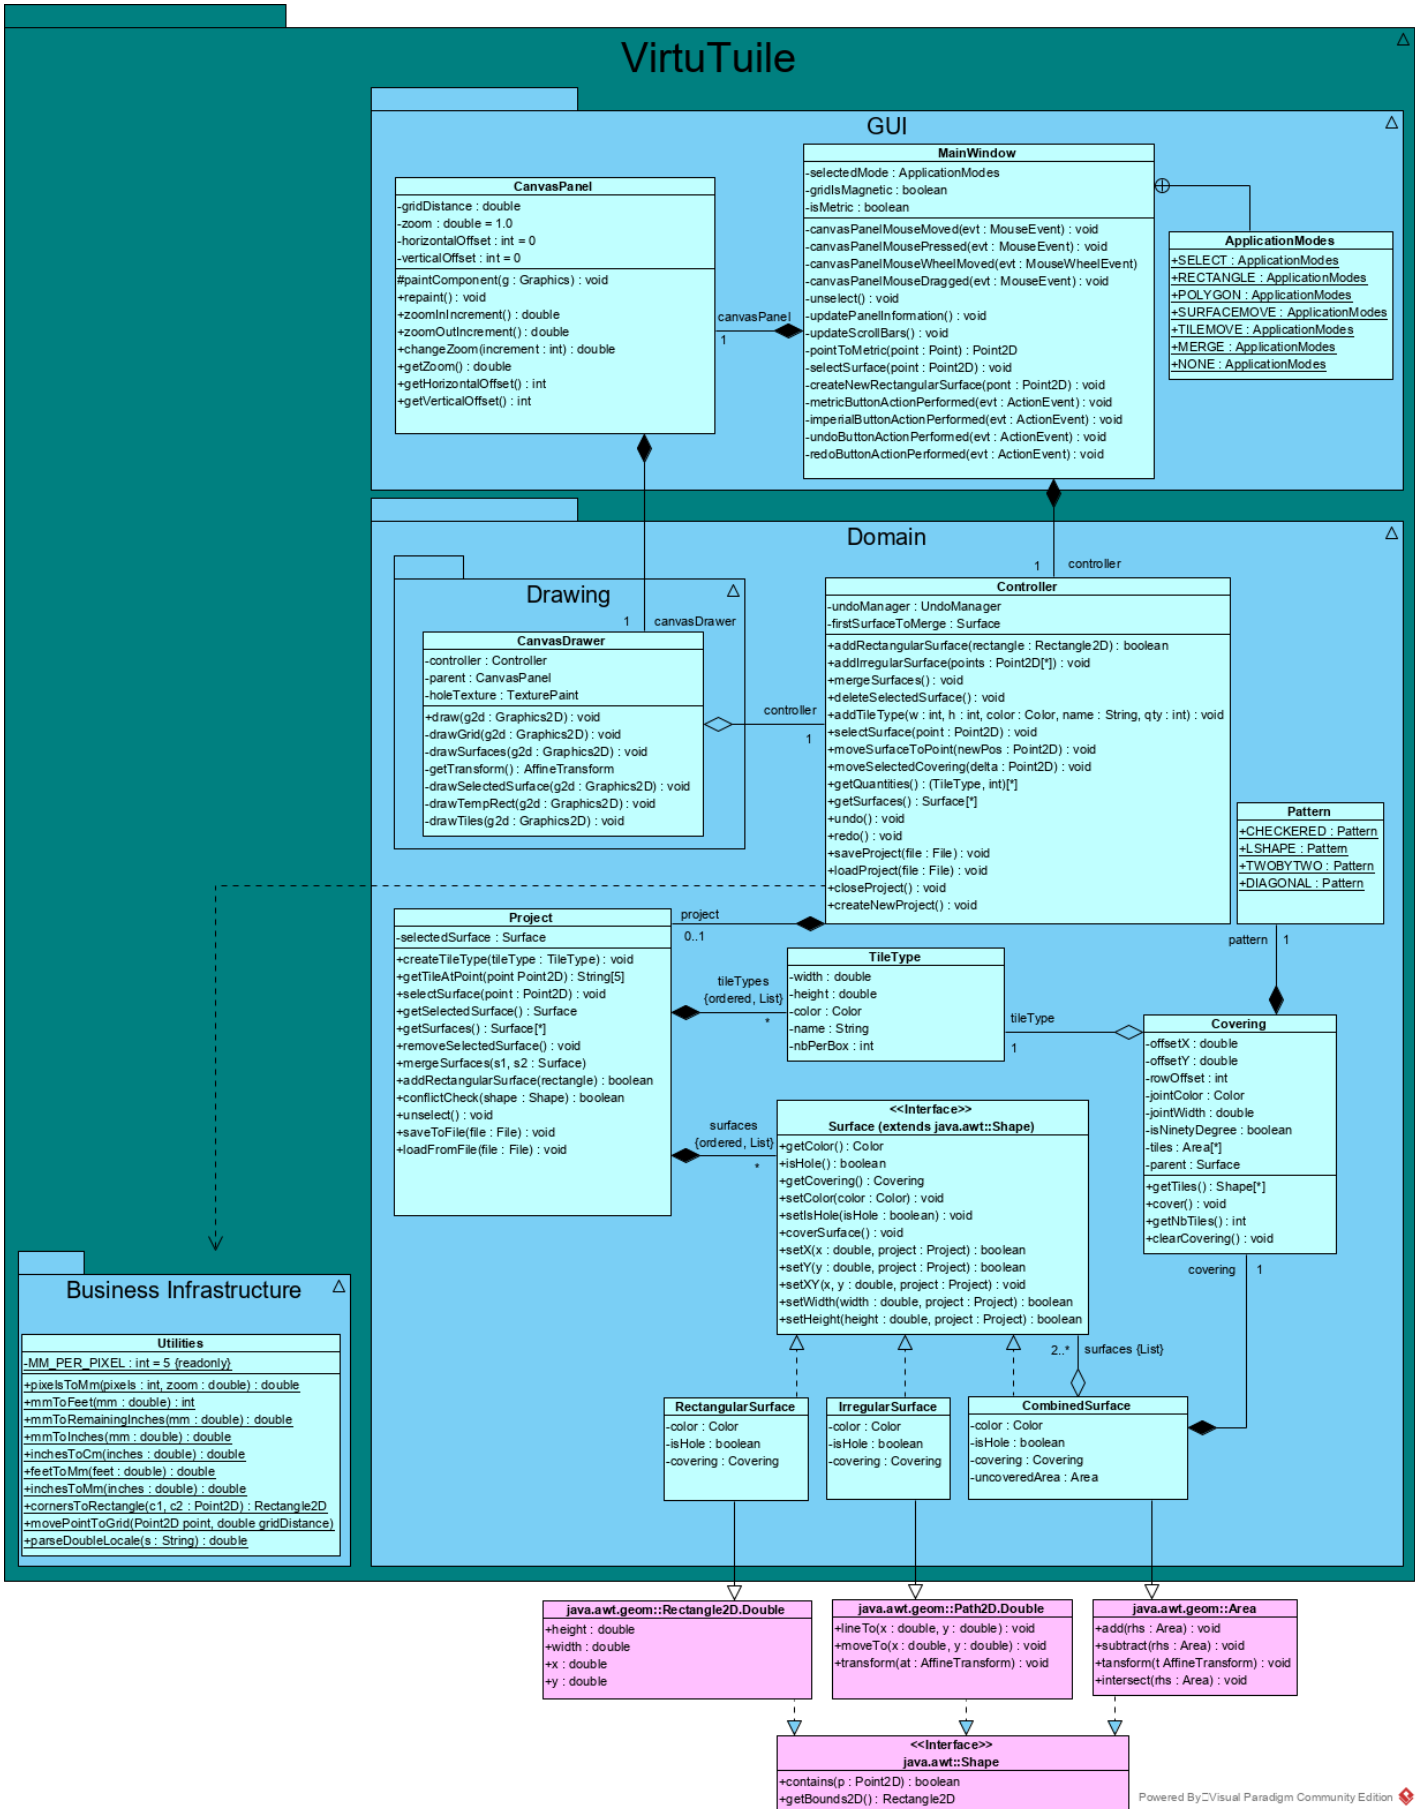 VirtuTuile
GUI
CanvasPanel
-gridDistance : double
-zoom : double = 1.0
-horizontalOffset : int = 0
-verticalOffset : int = 0
#paintComponent(g : Graphics) : void
+repaint() : void
+zoomInIncrement() : double
+zoomOutIncrement() : double
+changeZoom(increment : int) : double
+getZoom() : double
+getHorizontalOffset() : int
+getVerticalOffset() : int
canvasPanel
1
MainWindow
-selectedMode : ApplicationModes
-gridIsMagnetic : boolean
-isMetric : boolean
-canvasPanelMouseMoved(evt : MouseEvent) : void
-canvasPanelMousePressed(evt : MouseEvent) : void
-canvasPanelMouseWheelMoved(evt : MouseWheelEvent)
-canvasPanelMouseDragged(evt : MouseEvent) : void
-unselect() : void
-updatePanelInformation() : void
-updateScrollBars() : void
-pointToMetric(point : Point) : Point2D
-selectSurface(point : Point2D) : void
-createNewRectangularSurface(pont : Point2D) : void
-metricButtonActionPerformed(evt : ActionEvent) : void
-imperialButtonActionPerformed(evt : ActionEvent) : void
-undoButtonActionPerformed(evt : ActionEvent) : void
-redoButtonActionPerformed(evt : ActionEvent) : void
ApplicationModes
+SELECT : ApplicationModes
+RECTANGLE : ApplicationModes
+POLYGON : ApplicationModes
+SURFACEMOVE : ApplicationModes
+TILEMOVE : ApplicationModes
+MERGE : ApplicationModes
+NONE : ApplicationModes
Domain
Drawing
1 canvasDrawer
CanvasDrawer
-controller : Controller
-parent : CanvasPanel
-holeTexture : TexturePaint
+draw(g2d : Graphics2D) : void
-drawGrid(g2d : Graphics2D) : void
-drawSurfaces(g2d : Graphics2D) : void
-getTransform() : AffineTransform
-drawSelectedSurface(g2d : Graphics2D) : void
-drawTempRect(g2d : Graphics2D) : void
-drawTiles(g2d : Graphics2D) : void
controller
1
1 controller
Controller
-undoManager : UndoManager
-firstSurfaceToMerge : Surface
+addRectangularSurface(rectangle : Rectangle2D) : boolean
+addIrregularSurface(points : Point2D[*]) : void
+mergeSurfaces() : void
+deleteSelectedSurface() : void
+addTileType(w : int, h : int, color : Color, name : String, qty : int) : void
+selectSurface(point : Point2D) : void
+moveSurfaceToPoint(newPos : Point2D) : void
+moveSelectedCovering(delta : Point2D) : void
+getQuantities() : (TileType, int)[*]
+getSurfaces() : Surface[*]
+undo() : void
+redo() : void
+saveProject(file : File) : void
+loadProject(file : File) : void
+closeProject() : void
+createNewProject() : void
Pattern
+CHECKERED : Pattern
+LSHAPE : Pattern
+TWOBYTWO : Pattern
+DIAGONAL : Pattern
pattern 1
project
0..1
Project
-selectedSurface : Surface
+createTileType(tileType : TileType) : void
+getTileAtPoint(point Point2D) : String[5]
+selectSurface(point : Point2D) : void
+getSelectedSurface() : Surface
+getSurfaces() : Surface[*]
+removeSelectedSurface() : void
+mergeSurfaces(s1, s2 : Surface)
+addRectangularSurface(rectangle) : boolean
+conflictCheck(shape : Shape) : boolean
+unselect() : void
+saveToFile(file : File) : void
+loadFromFile(file : File) : void
tileTypes
{ordered, List}
*
TileType
-width : double
-height : double
-color : Color
-name : String
-nbPerBox : int
tileType
1
Covering
-offsetX : double
-offsetY : double
-rowOffset : int
-jointColor : Color
-jointWidth : double
-isNinetyDegree : boolean
-tiles : Area[*]
-parent : Surface
+getTiles() : Shape[*]
+cover() : void
+getNbTiles() : int
+clearCovering() : void
covering 1
surfaces
{ordered, List}
*
<<Interface>>
Surface (extends java.awt::Shape)
+getColor() : Color
+isHole() : boolean
+getCovering() : Covering
+setColor(color : Color) : void
+setIsHole(isHole : boolean) : void
+coverSurface() : void
+setX(x : double, project : Project) : boolean
+setY(y : double, project : Project) : boolean
+setXY(x, y : double, project : Project) : void
+setWidth(width : double, project : Project) : boolean
+setHeight(height : double, project : Project) : boolean
2..* surfaces {List}
RectangularSurface
-color : Color
-isHole : boolean
-covering : Covering
IrregularSurface
-color : Color
-isHole : boolean
-covering : Covering
CombinedSurface
-color : Color
-isHole : boolean
-covering : Covering
-uncoveredArea : Area
Business Infrastructure
Utilities
-MM_PER_PIXEL : int = 5 {readonly}
+pixelsToMm(pixels : int, zoom : double) : double
+mmToFeet(mm : double) : int
+mmToRemainingInches(mm : double) : double
+mmToInches(mm : double) : double
+inchesToCm(inches : double) : double
+feetToMm(feet : double) : double
+inchesToMm(inches : double) : double
+cornersToRectangle(c1, c2 : Point2D) : Rectangle2D
+movePointToGrid(Point2D point, double gridDistance)
+parseDoubleLocale(s : String) : double
java.awt.geom::Rectangle2D.Double
+height : double
+width : double
+x : double
+y : double
java.awt.geom::Path2D.Double
+lineTo(x : double, y : double) : void
+moveTo(x : double, y : double) : void
+transform(at : AffineTransform) : void
java.awt.geom::Area
+add(rhs : Area) : void
+subtract(rhs : Area) : void
+tansform(t AffineTransform) : void
+intersect(rhs : Area) : void
<<Interface>>
java.awt::Shape
+contains(p : Point2D) : boolean
+getBounds2D() : Rectangle2D
Powered By Visual Paradigm Community Edition